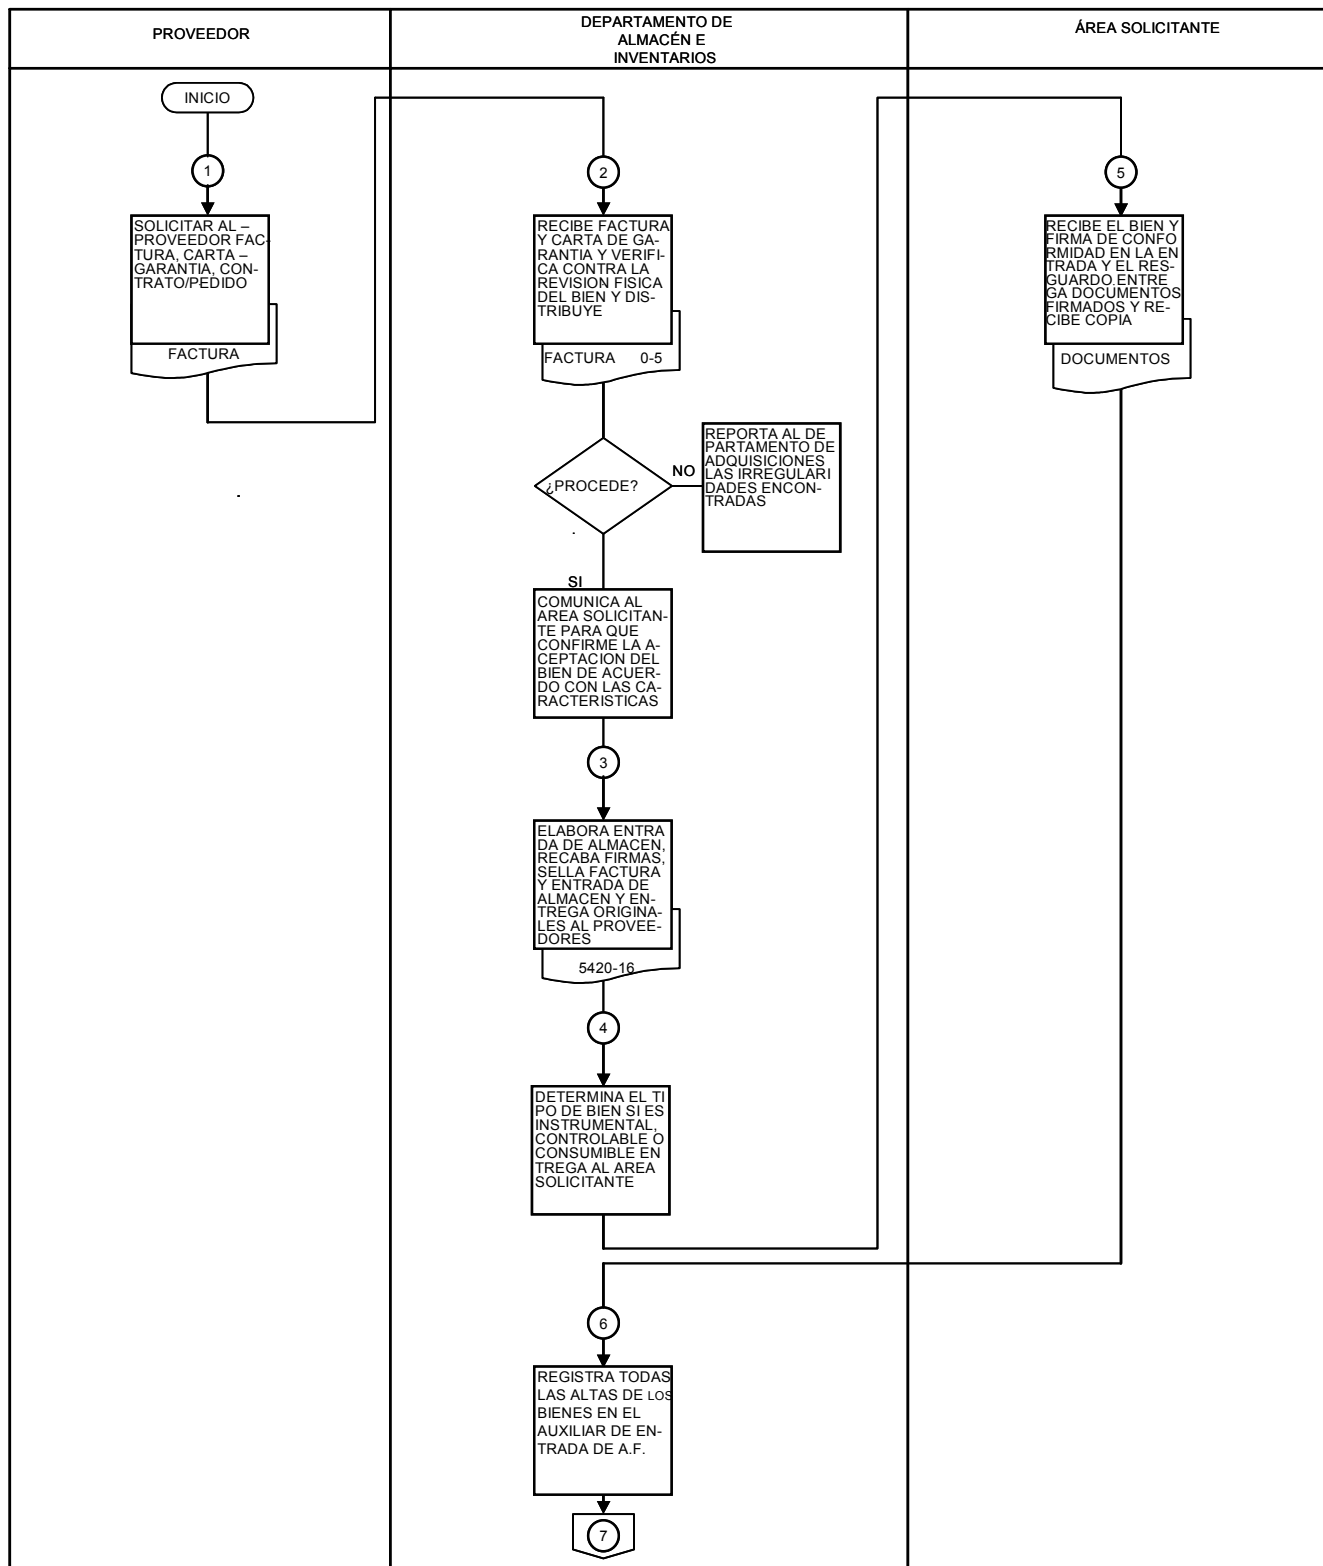 PROVEEDOR
DEPARTAMENTO DE
ALMACÉN E
INVENTARIOS
ÁREA SOLICITANTE
INICIO
1
SOLICITAR AL –
PROVEEDOR FAC-
TURA, CARTA –
GARANTIA, CON-
TRATO/PEDIDO
FACTURA
2
RECIBE FACTURA
Y CARTA DE GA-
RANTIA Y VERIFI-
CA CONTRA LA
REVISION FISICA
DEL BIEN Y DIS-
TRIBUYE
FACTURA 0-5
¿PROCEDE?
NO
REPORTA AL DE
PARTAMENTO DE
ADQUISICIONES
LAS IRREGULARI
DADES ENCON-
TRADAS
SI
COMUNICA AL
AREA SOLICITAN-
TE PARA QUE
CONFIRME LA A-
CEPTACION DEL
BIEN DE ACUER-
DO CON LAS CA-
RACTERISTICAS
3
ELABORA ENTRA
DA DE ALMACEN,
RECABA FIRMAS,
SELLA FACTURA
Y ENTRADA DE
ALMACEN Y EN-
TREGA ORIGINA-
LES AL PROVEE-
DORES
5420-16
4
DETERMINA EL TI
PO DE BIEN SI ES
INSTRUMENTAL,
CONTROLABLE O
CONSUMIBLE EN
TREGA AL AREA
SOLICITANTE
5
RECIBE EL BIEN Y
FIRMA DE CONFO
RMIDAD EN LA EN
TRADA Y EL RES-
GUARDO.ENTRE
GA DOCUMENTOS
FIRMADOS Y RE-
CIBE COPIA
DOCUMENTOS
6
REGISTRA TODAS
LAS ALTAS DE LOS
BIENES EN EL
AUXILIAR DE EN-
TRADA DE A.F.
7